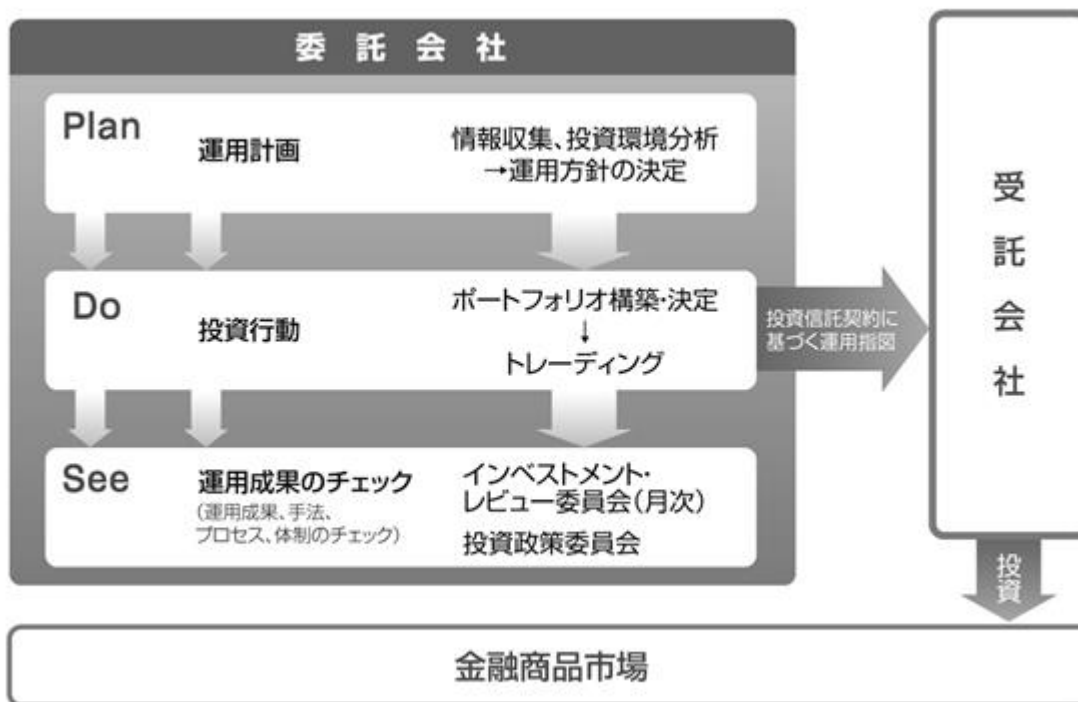 委託会社
Plan
運用計画
情報収集、投資環境分析
→運用方針の決定
Do
投資行動
ポートフォリオ構築・決定
↓
トレーディング
See
運用成果のチェック
(運用成果、手法、
プロセス、体制のチェック)
インベストメント・
レビュー委員会(月次)
投資政策委員会
投資信託契約に
基づく運用指図
受託会社
投資
金融商品市場